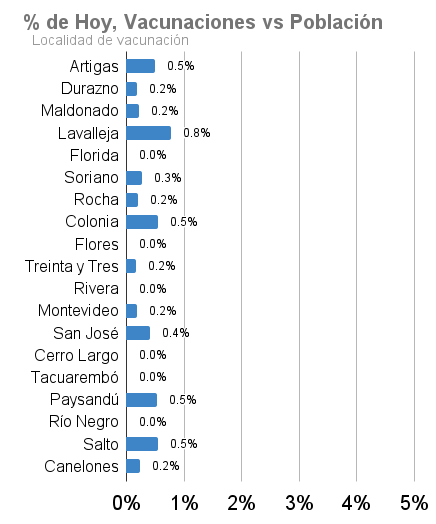 % de Hoy, Vacunaciones vs Población
Localidad de vacunación
Artigas 0.5%
Durazno 0.2%
Maldonado 0.2%
Lavalleja 0.8%
Florida 0.0%
Soriano 0.3%
Rocha 0.2%
Colonia 0.5%
Flores 0.0%
Treinta y Tres 0.2%
Rivera 0.0%
Montevideo 0.2%
San José 0.4%
Cerro Largo 0.0%
Tacuarembó 0.0%
Paysandú 0.5%
Río Negro 0.0%
Salto 0.5%
Canelones 0.2%
0% 1% 2% 3% 4% 5%